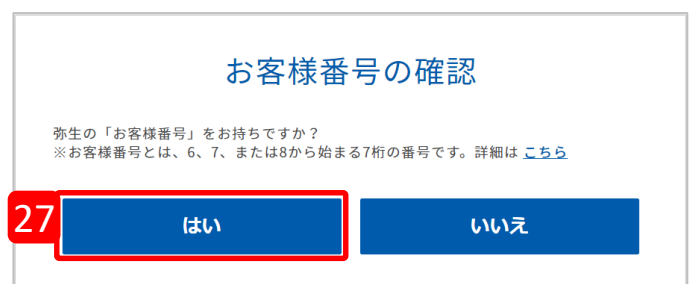 お客様番号の確認
弥生の「お客様番号」をお持ちですか？
※お客様番号とは、6、7、または8から始まる7桁の番号です。詳細は こちら
27
はい
いいえ